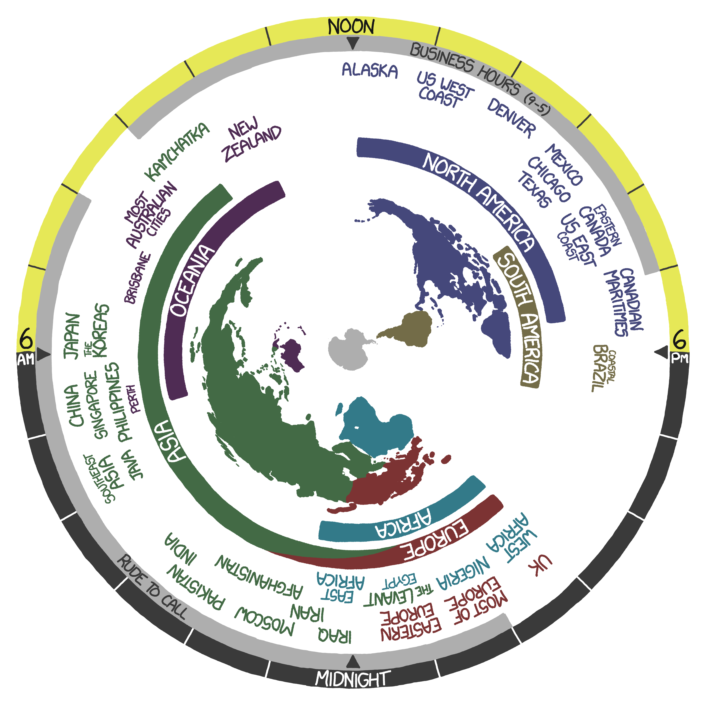 NOON
BUSINESS HOURS (9-5)
ALASKA
US WEST
COAST
DENVER
MEXICO
CHICAGO
TEXAS
EASTERN
CANADA
US EAST
COAST
CANADIAN
MARITIMES
NORTH AMERICA
SOUTH AMERICA
6
PM
COASTAL
BRAZIL
UK
WEST
AFRICA
MOST OF
EUROPE
NIGERIA
EASTERN
EUROPE
THE LEVANT
EGYPT
EAST
AFRICA
IRAQ
IRAN
MOSCOW
AFGHANISTAN
PAKISTAN
INDIA
AFRICA
EUROPE
MIDNIGHT
RUDE TO CALL
SOUTHEAST
ASIA
JAVA
CHINA
SINGAPORE
PHILIPPINES
PERTH
JAPAN
THE
KOREAS
6
AM
BRISBANE
MOST
AUSTRALIAN
CITIES
KAMCHATKA
NEW
ZEALAND
OCEANIA
ASIA